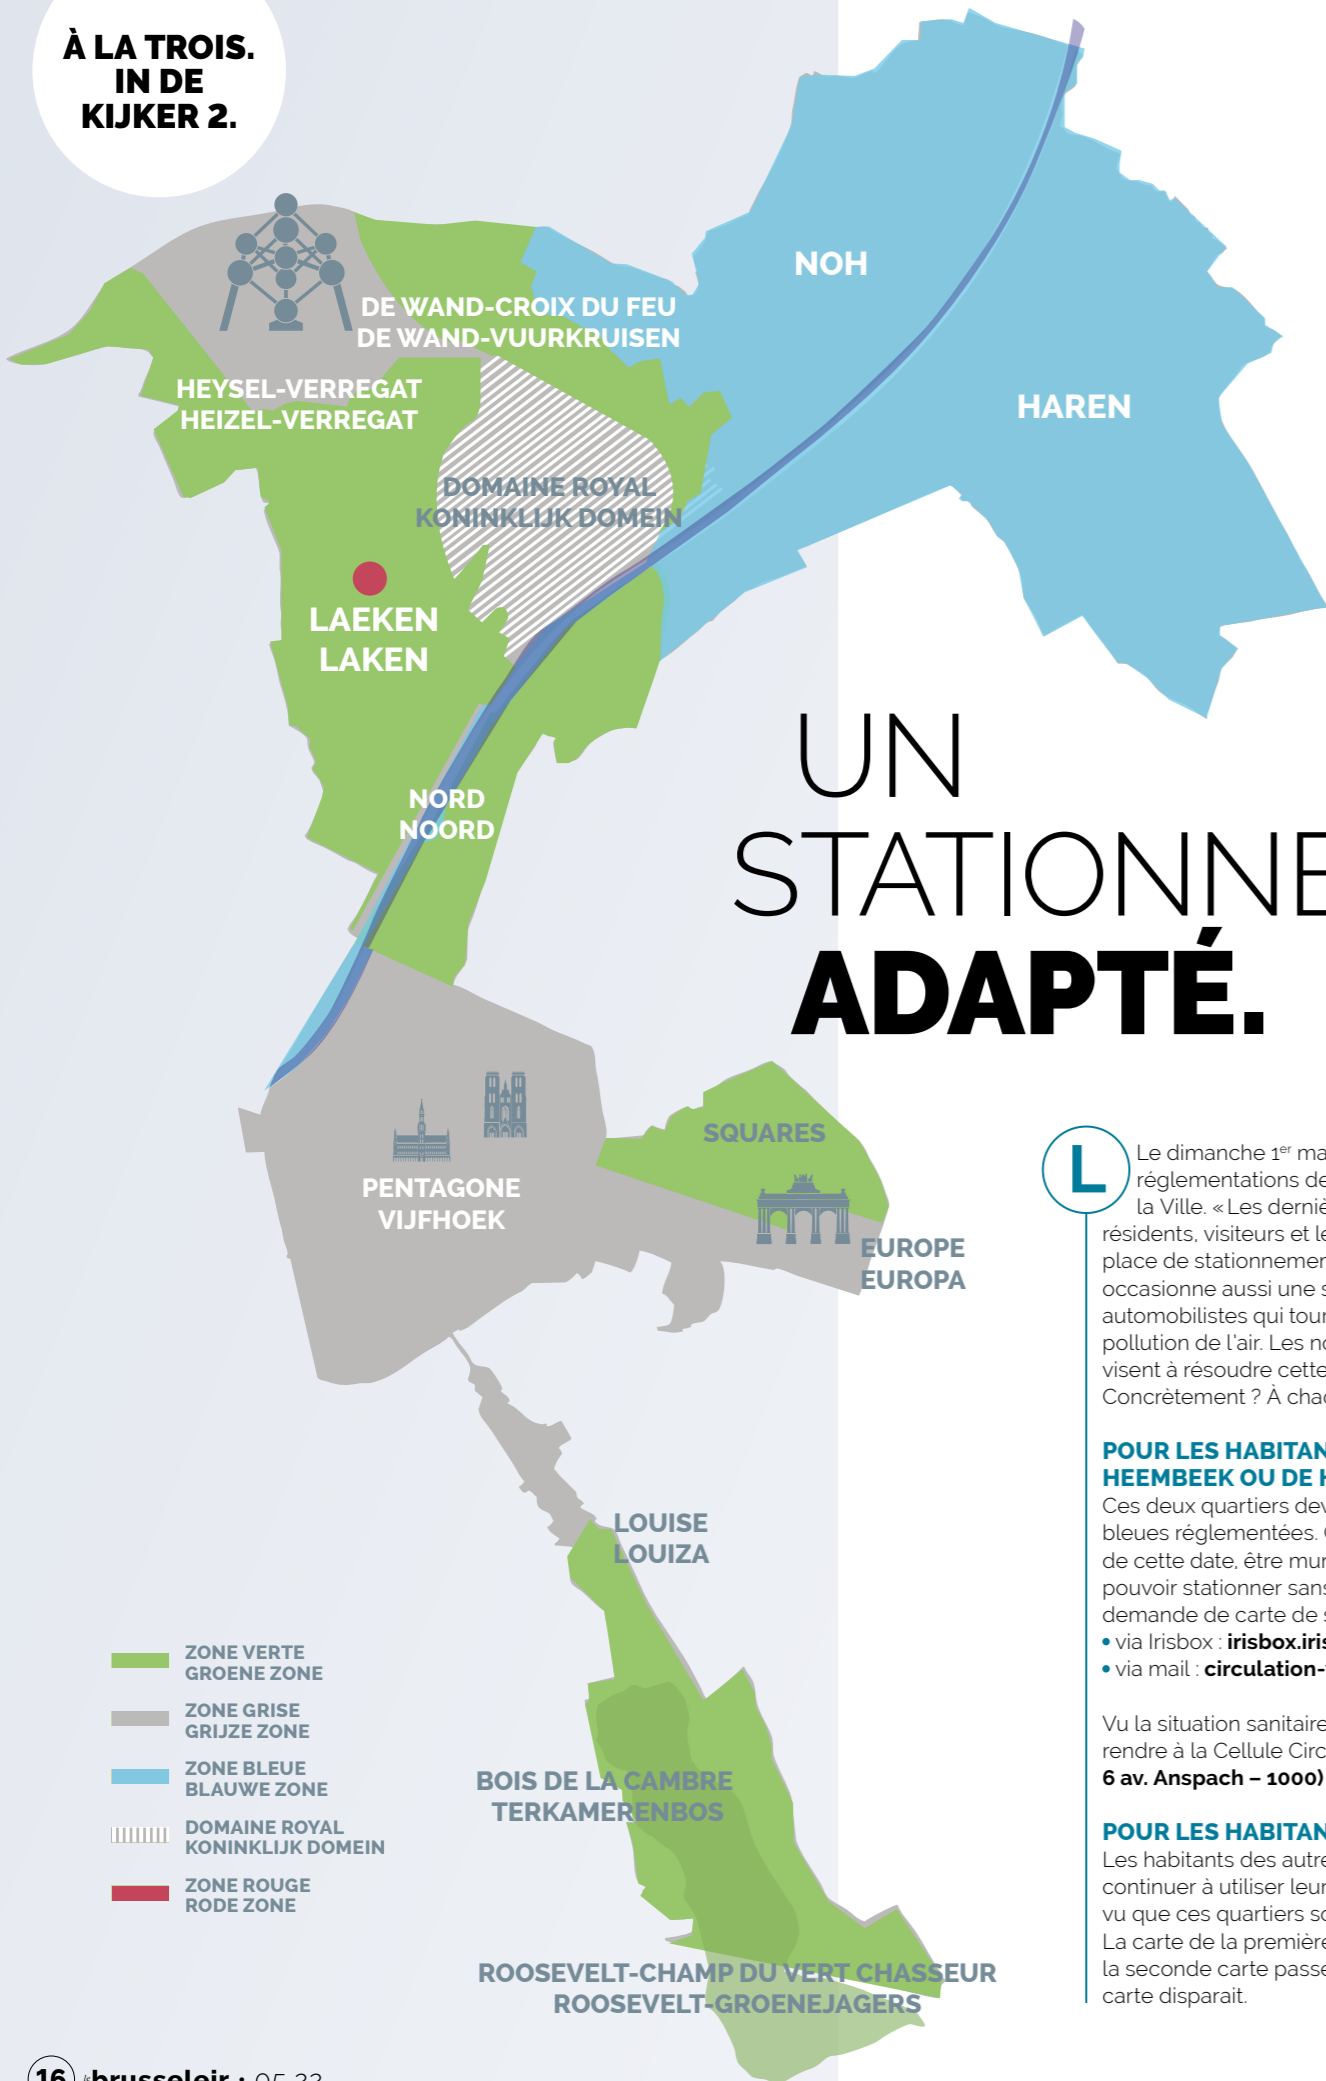 À LA TROIS.
IN DE
KIJKER 2.
NOH
DE WAND-CROIX DU FEU
DE WAND-VUURKRUISEN
HEYSEL-VERREGAT
HEIZEL-VERREGAT
HAREN
DOMAINE ROYAL
KONINKLIJK DOMEIN
LAEKEN
LAKEN
NORD
NOORD
UN
STATIONNE
ADAPTÉ.
SQUARES
PENTAGONE
VIJFHOEK
EUROPE
EUROPA
LOUISE
LOUIZA
ZONE VERTE
GROENE ZONE
ZONE GRISE
GRIJZE ZONE
ZONE BLEUE
BLAUWE ZONE
DOMAINE ROYAL
KONINKLIJK DOMEIN
ZONE ROUGE
RODE ZONE
BOIS DE LA CAMBRE
TERKAMERENBOS
ROOSEVELT-CHAMP DU VERT CHASSEUR
ROOSEVELT-GROENEJAGERS
L
Le dimanche 1er ma
réglementations de
la Ville. « Les derniè
résidents, visiteurs et le
place de stationnemen
occasionne aussi une s
automobilistes qui tour
pollution de l'air. Les no
visent à résoudre cette
Concrètement ? À chac
POUR LES HABITAN
HEEMBEEK OU DE H
Ces deux quartiers dev
bleues réglementées. 
de cette date, être mun
pouvoir stationner sans
demande de carte de s
• via Irisbox : irisbox.iris
• via mail : circulation-
Vu la situation sanitaire
rendre à la Cellule Circ
6 av. Anspach – 1000)
POUR LES HABITAN
Les habitants des autre
continuer à utiliser leur
vu que ces quartiers so
La carte de la première
la seconde carte passe
carte disparait.
16 le brusseleir • 05 22